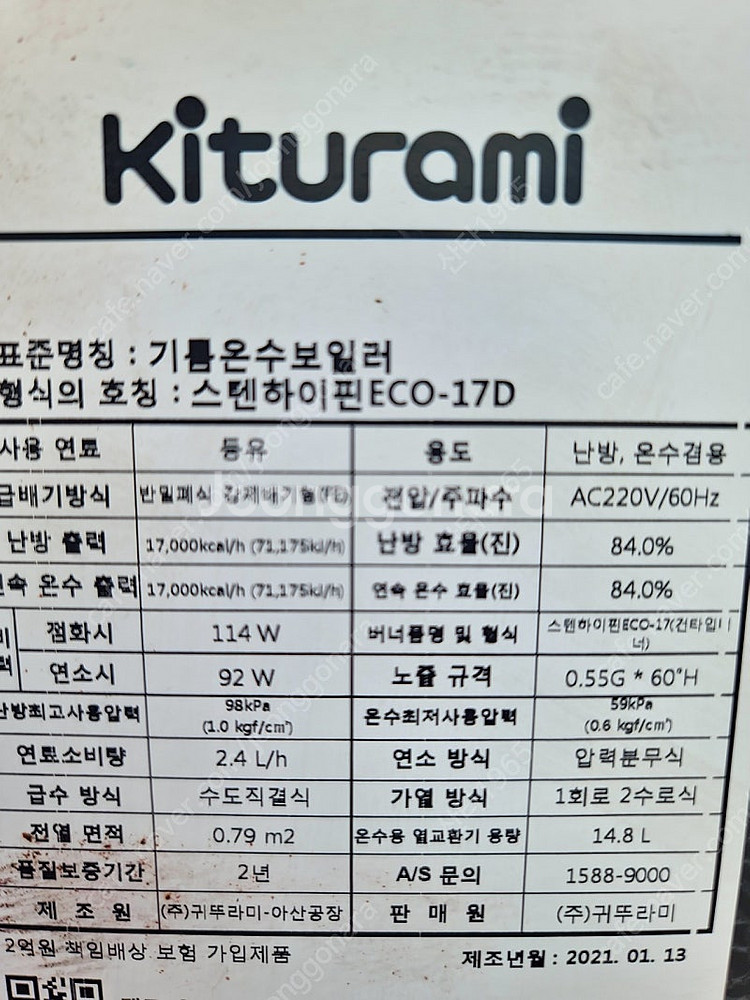 Kiturami
표준명칭 : 기름온수보일러
형식의 호칭 : 스텐하이핀ECO-17D
사용 연료 등유 용도 난방, 온수겸용
급배기방식 반밀폐식 강제배기형(FE) 전압/주파수 AC220V/60Hz
난방 출력 17,000kcal/h (71,175kJ/h) 난방 효율(진) 84.0%
연속 온수 출력 17,000kcal/h (71,175kJ/h) 연속 온수 효율(진) 84.0%
점화시 114 W 버너품명 및 형식 스텐하이핀ECO-17(건타입버너)
연소시 92 W 노즐 규격 0.55G * 60°H
난방최고사용압력 98kPa (1.0 kgf/cm²) 온수최저사용압력 59kPa (0.6 kgf/cm²)
연료소비량 2.4 L/h 연소 방식 압력분무식
급수 방식 수도직결식 가열 방식 1회로 2수로식
전열 면적 0.79 m2 온수용 열교환기 용량 14.8 L
품질보증기간 2년 A/S 문의 1588-9000
제 조 원 (주)귀뚜라미-아산공장 판 매 원 (주)귀뚜라미
2억원 책임배상 보험 가입제품 제조년월 : 2021. 01. 13